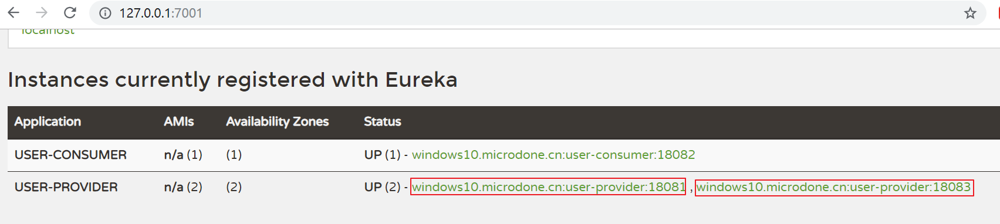 127.0.0.1:7001
localhost
Instances currently registered with Eureka
Application AMIs Availability Zones Status
USER-CONSUMER n/a (1) (1) UP (1) - windows10.microdone.cn:user-consumer:18082
USER-PROVIDER n/a (2) (2) UP (2) - windows10.microdone.cn:user-provider:18081 , windows10.microdone.cn:user-provider:18083